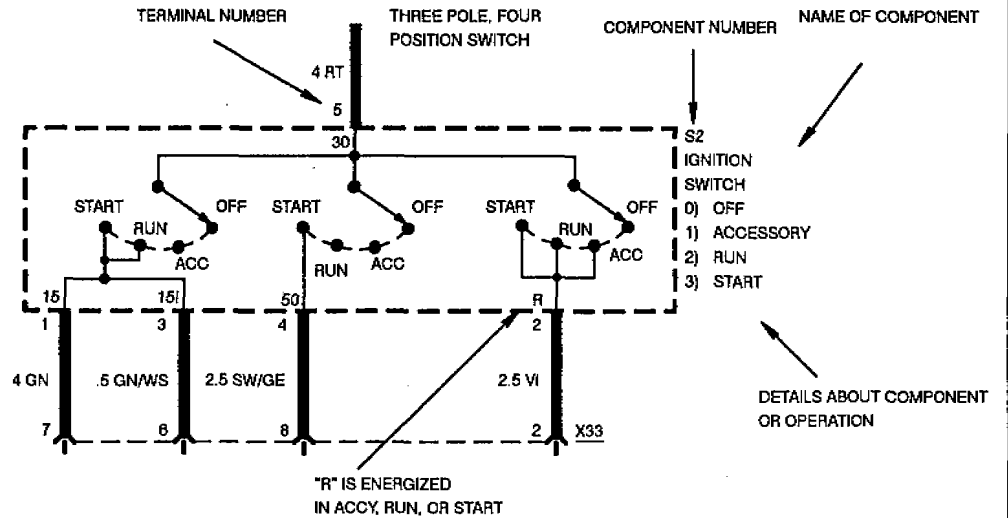 TERMINAL NUMBER
THREE POLE, FOUR
POSITION SWITCH
COMPONENT NUMBER
NAME OF COMPONENT
4 RT
5
30
S2
IGNITION
SWITCH
0) OFF
1) ACCESSORY
2) RUN
3) START
START
RUN
ACC
OFF
START
RUN
ACC
OFF
START
RUN
ACC
OFF
15
15I
50
R
1
3
4
2
4 GN
.5 GN/WS
2.5 SW/GE
2.5 VI
7
6
8
2
X33
DETAILS ABOUT COMPONENT
OR OPERATION
"R" IS ENERGIZED
IN ACCY, RUN, OR START